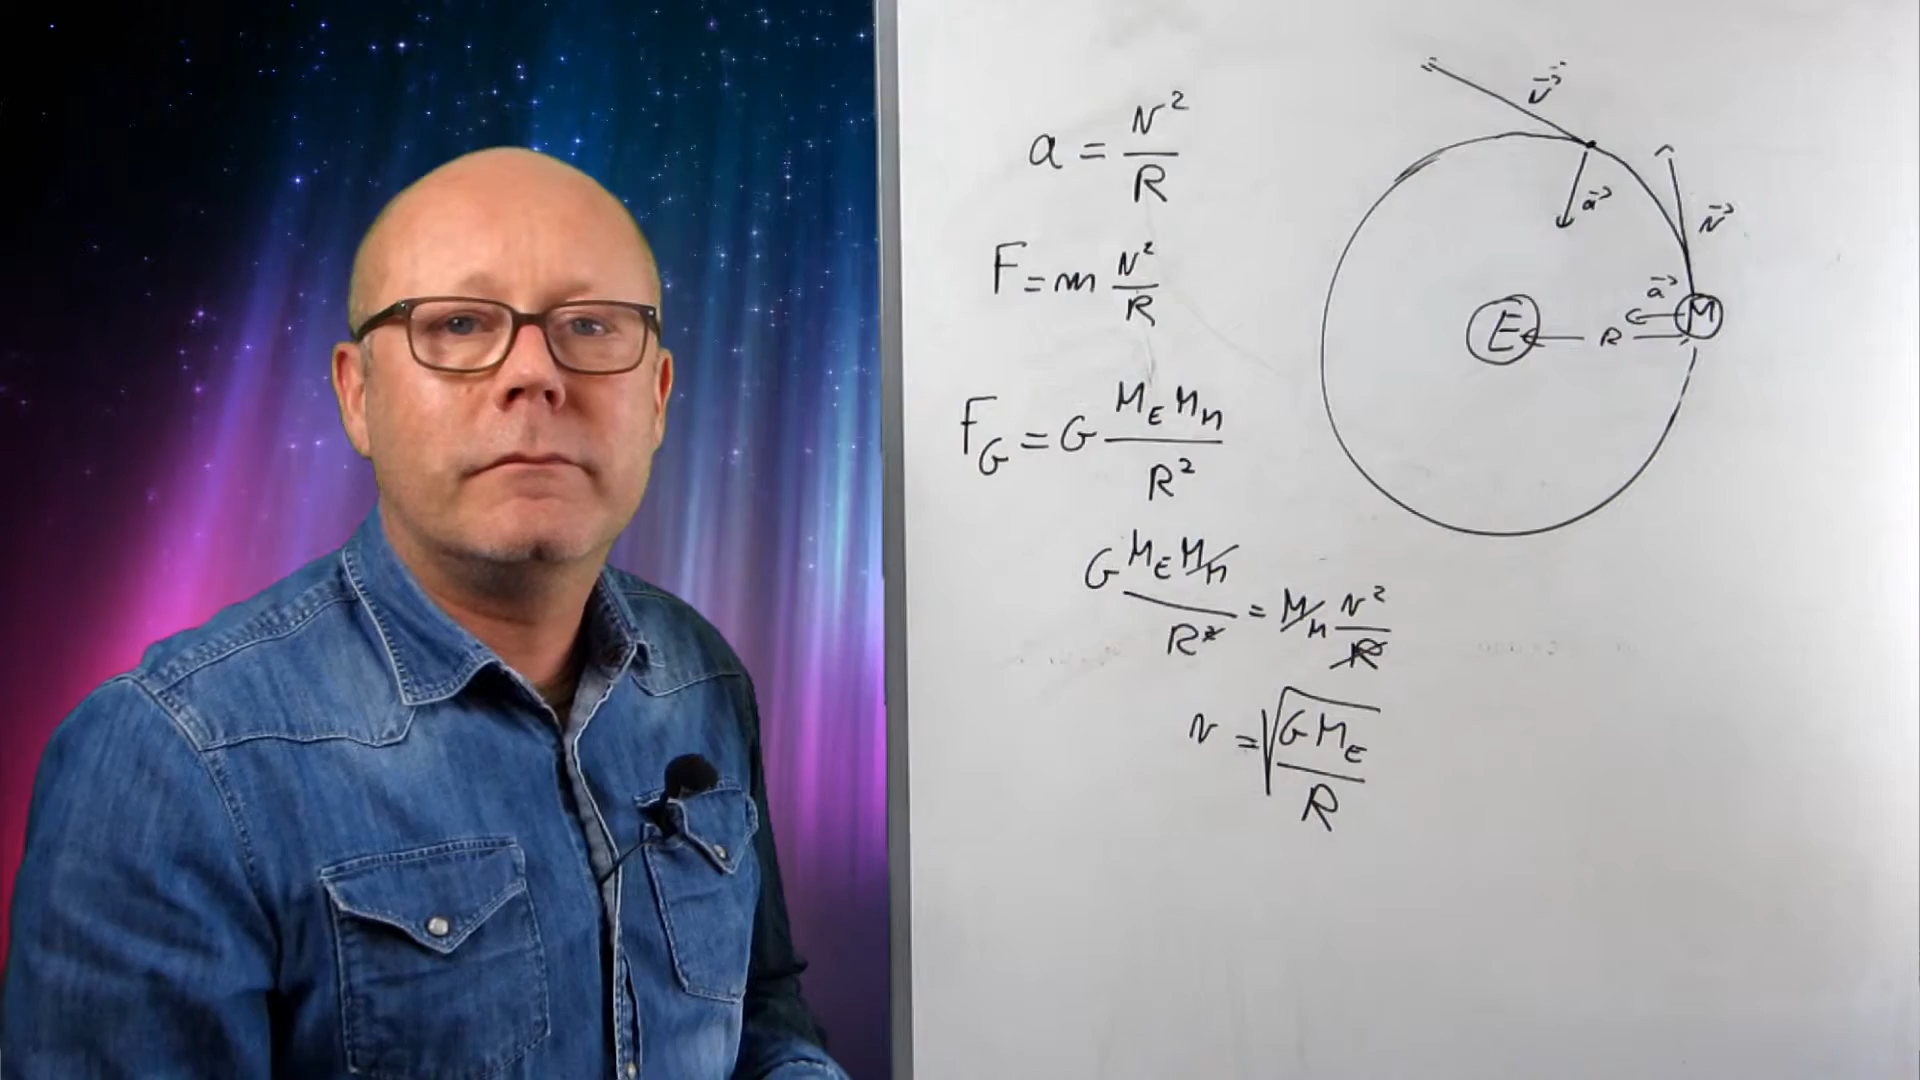 a = v²/R
F = m v²/R
F_G = G M_E M_M / R²
G M_E M_M / R² = M_M v²/R
v = √(G M_E / R)
v⃗
a⃗
v⃗
a⃗
E R M